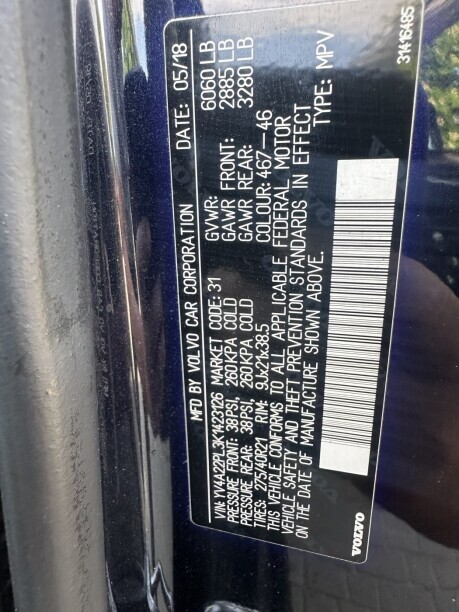 MFD BY VOLVO CAR CORPORATION DATE: 05/18
VIN: YV4A22PL3K1423126 MARKET CODE: 31 GVWR: 6060 LB
PRESSURE FRONT: 38PSI, 260KPA COLD GAWR FRONT: 2885 LB
PRESSURE REAR: 38PSI, 260KPA COLD GAWR REAR: 3280 LB
TIRES: 275/40R21 RIM: 9Jx21x38.5 COLOUR: 467-46
VEHICLE CONFORMS TO ALL APPLICABLE FEDERAL MOTOR
VEHICLE SAFETY AND THEFT PREVENTION STANDARDS IN EFFECT
ON DATE OF MANUFACTURE SHOWN ABOVE. TYPE: MPV
VOLVO 31416485